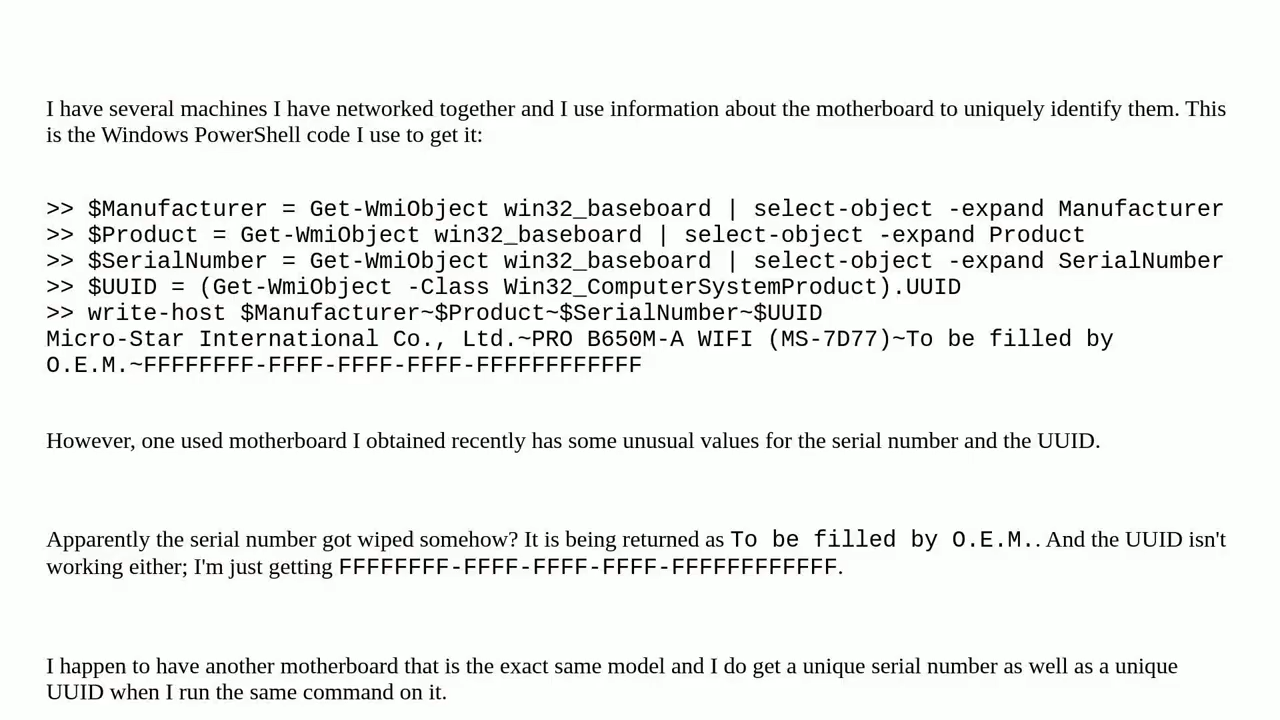 I have several machines I have networked together and I use information about the motherboard to uniquely identify them. This
is the Windows PowerShell code I use to get it:
>> $Manufacturer = Get-WmiObject win32_baseboard | select-object -expand Manufacturer
>> $Product = Get-WmiObject win32_baseboard | select-object -expand Product
>> $SerialNumber = Get-WmiObject win32_baseboard | select-object -expand SerialNumber
>> $UUID = (Get-WmiObject -Class Win32_ComputerSystemProduct).UUID
>> write-host $Manufacturer~$Product~$SerialNumber~$UUID
Micro-Star International Co., Ltd.~PRO B650M-A WIFI (MS-7D77)~To be filled by
O.E.M.~FFFFFFFF-FFFF-FFFF-FFFF-FFFFFFFFFFFF
However, one used motherboard I obtained recently has some unusual values for the serial number and the UUID.
Apparently the serial number got wiped somehow? It is being returned as To be filled by O.E.M.. And the UUID isn't
working either; I'm just getting FFFFFFFF-FFFF-FFFF-FFFF-FFFFFFFFFFFF.
I happen to have another motherboard that is the exact same model and I do get a unique serial number as well as a unique
UUID when I run the same command on it.